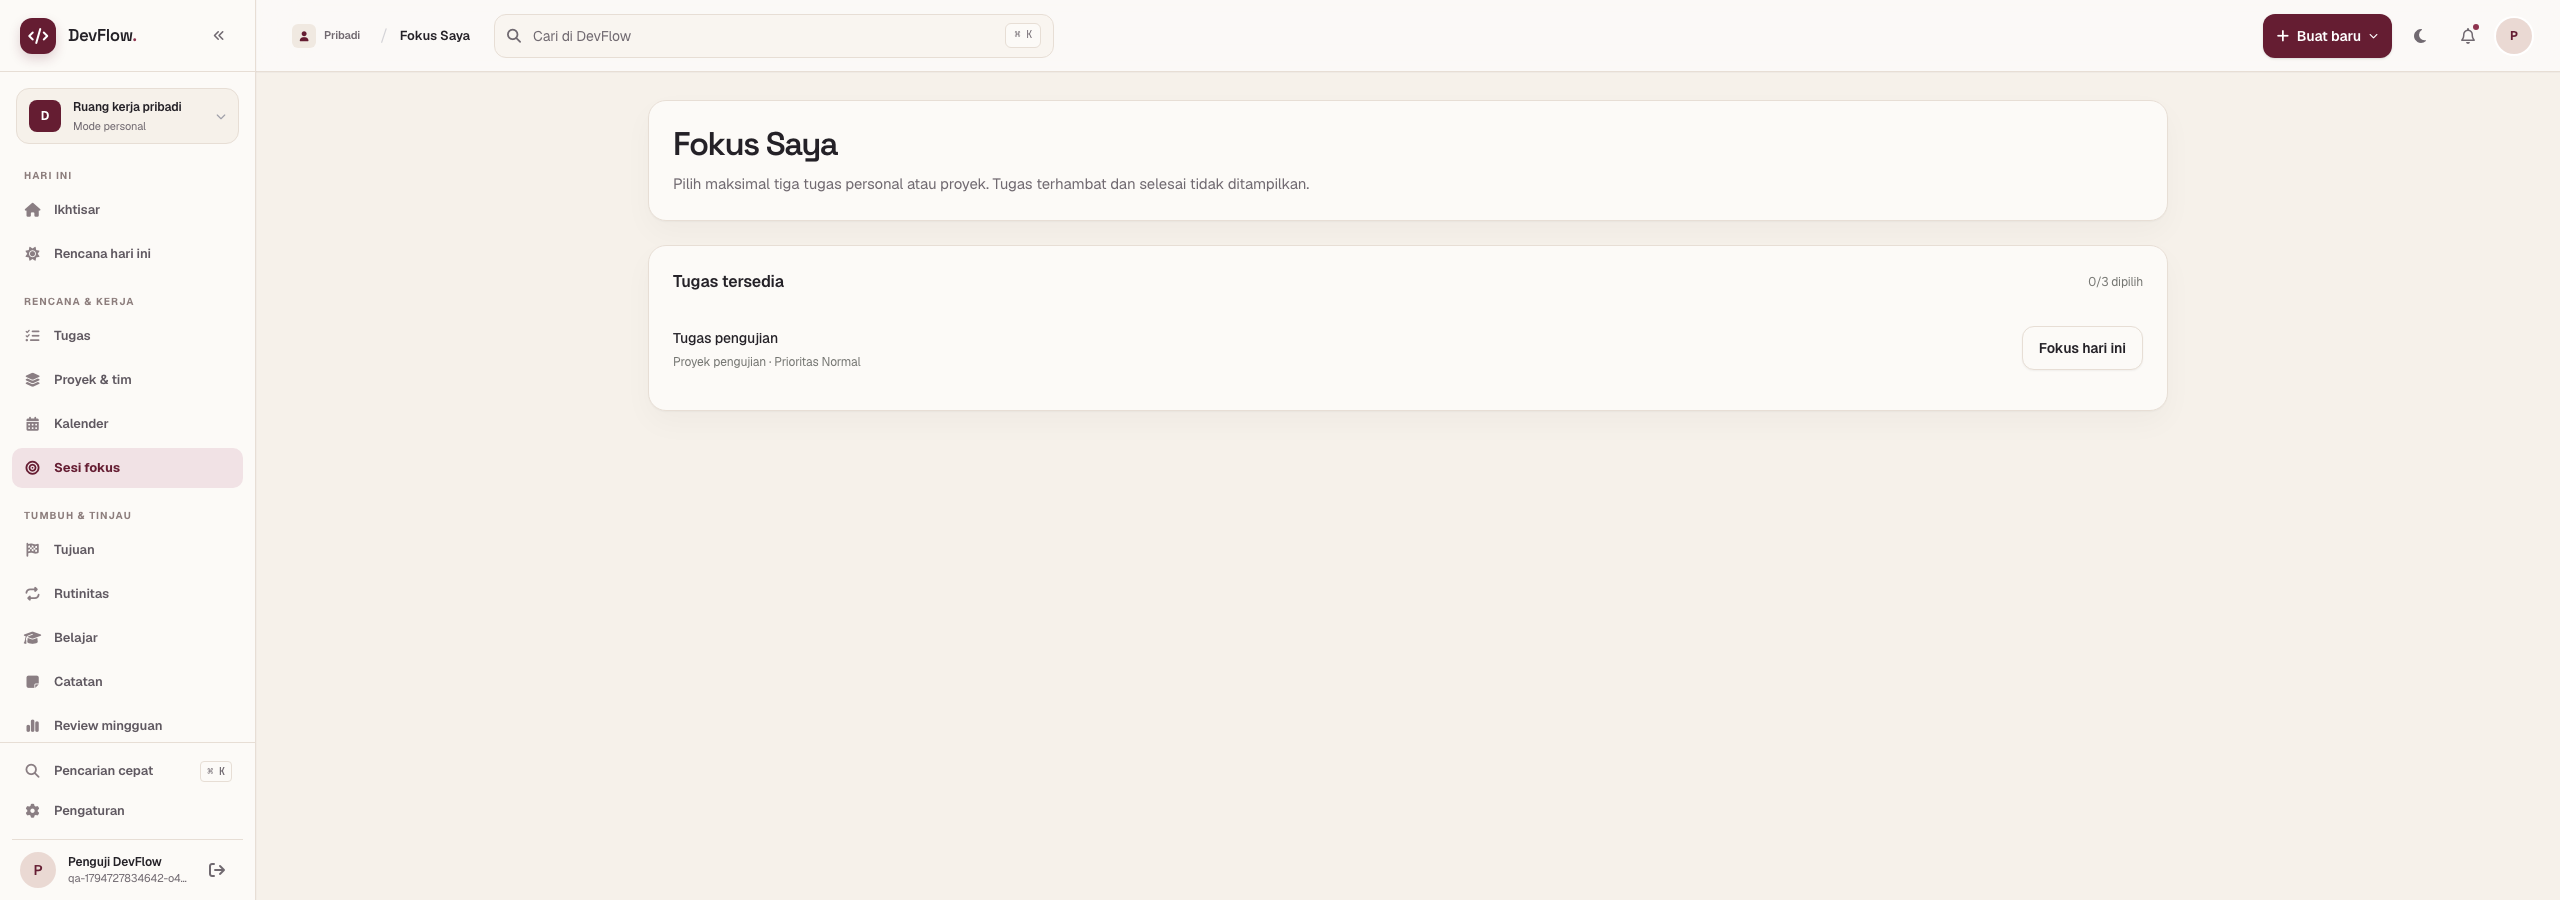 DevFlow.
Ruang kerja pribadi
D
Mode personal
HARI INI
Ikhtisar
Rencana hari ini
RENCANA & KERJA
Tugas
Proyek & tim
Kalender
Sesi fokus
TUMBUH & TINJAU
Tujuan
Rutinitas
Belajar
Catatan
Review mingguan
Pencarian cepat ⌘ K
Pengaturan
P
Penguji DevFlow
qa-1794727834642-o4...
Pribadi / Fokus Saya
Cari di DevFlow ⌘ K
Buat baru
P
Fokus Saya
Pilih maksimal tiga tugas personal atau proyek. Tugas terhambat dan selesai tidak ditampilkan.
Tugas tersedia
0/3 dipilih
Tugas pengujian
Proyek pengujian · Prioritas Normal
Fokus hari ini